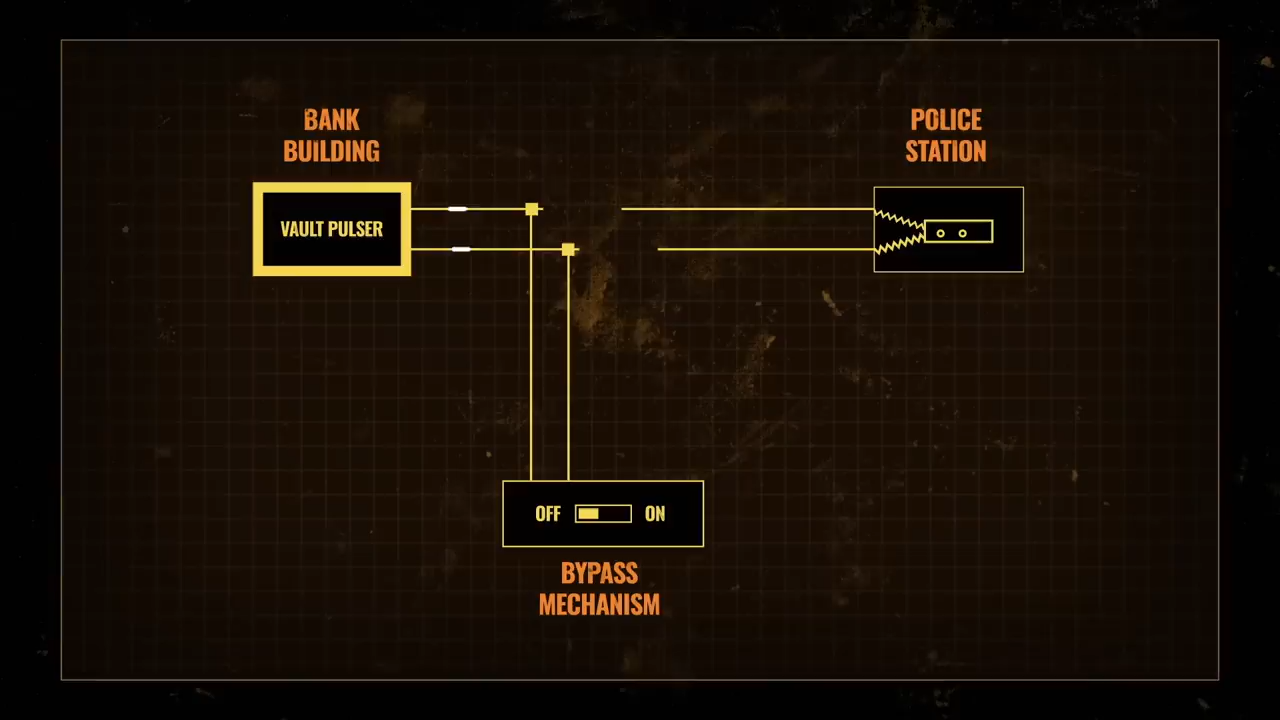 BANK
BUILDING
POLICE
STATION
VAULT PULSER
OFF
ON
BYPASS
MECHANISM